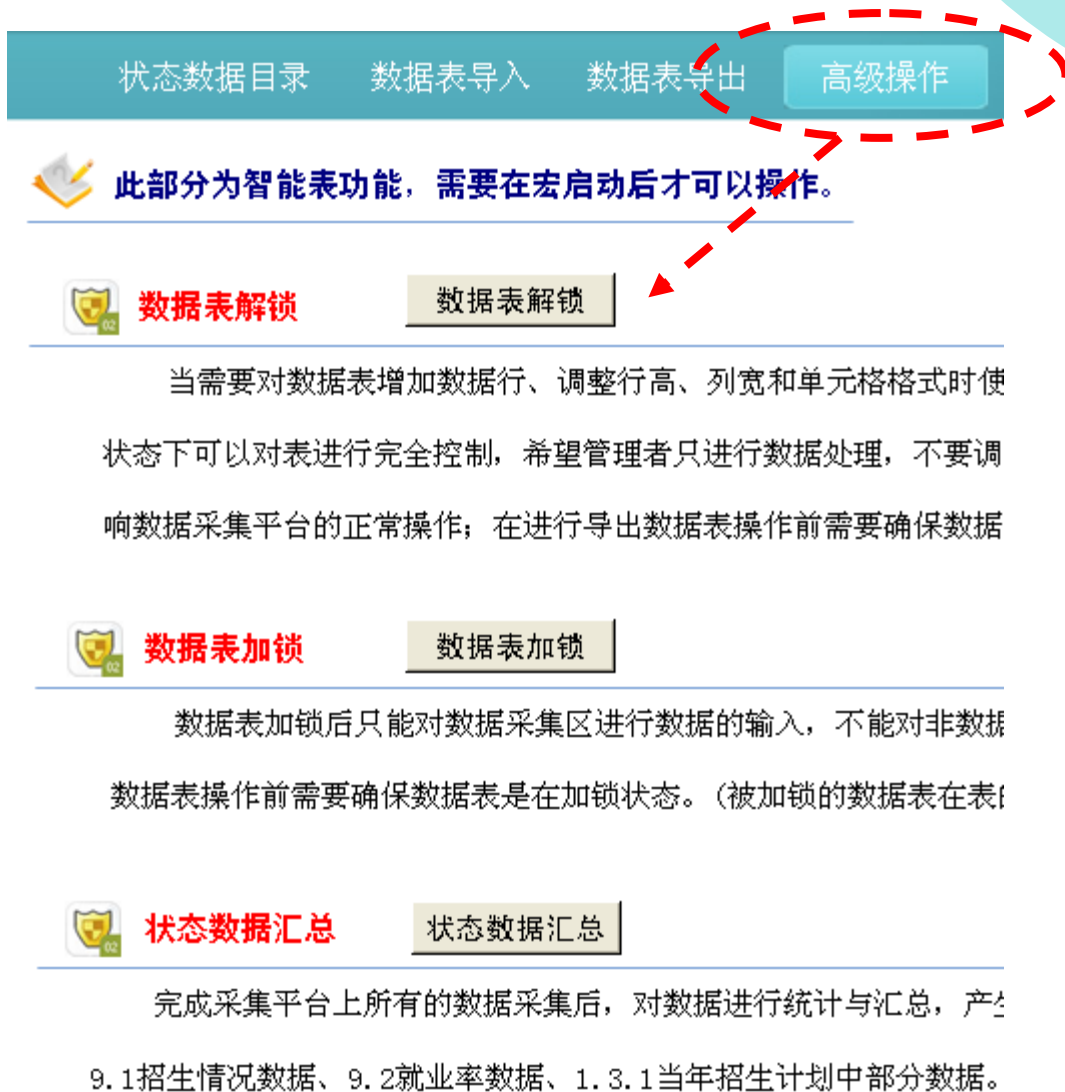 状态数据目录 数据表导入 数据表导出 高级操作
此部分为智能表功能，需要在宏启动后才可以操作。
02 数据表解锁 数据表解锁
当需要对数据表增加数据行、调整行高、列宽和单元格格式时使
状态下可以对表进行完全控制，希望管理者只进行数据处理，不要调
响数据采集平台的正常操作；在进行导出数据表操作前需要确保数据
02 数据表加锁 数据表加锁
数据表加锁后只能对数据采集区进行数据的输入，不能对非数据
数据表操作前需要确保数据表是在加锁状态。（被加锁的数据表在表
02 状态数据汇总 状态数据汇总
完成采集平台上所有的数据采集后，对数据进行统计与汇总，产
9.1招生情况数据、9.2就业率数据、1.3.1当年招生计划中部分数据。